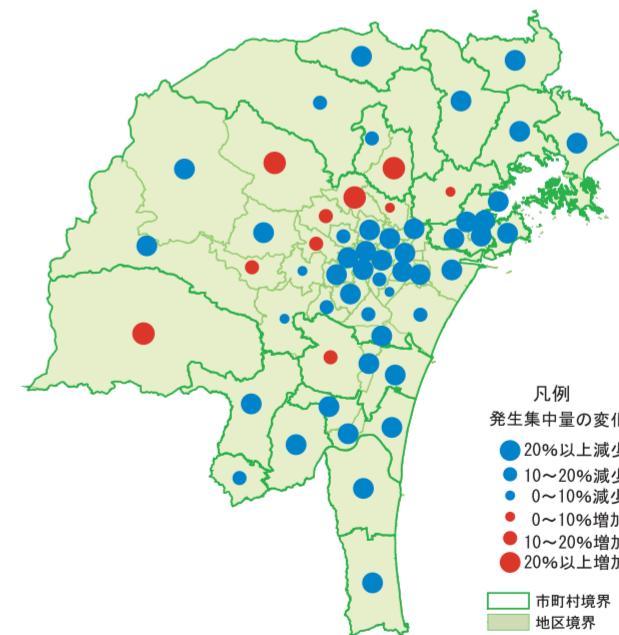 凡例
発生集中量の変化
20%以上減少
10〜20%減少
0〜10%減少
0〜10%増加
10〜20%増加
20%以上増加
市町村境界
地区境界